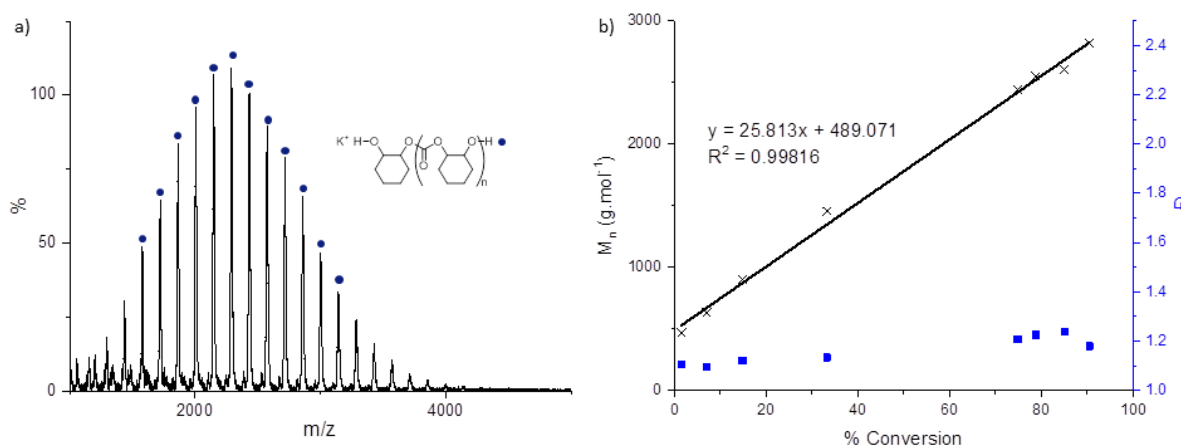 a)
%
100
50
0
2000
4000
m/z
K⁺ H
O
O
O
O
O
H
n
b)
Mₙ (g.mol⁻¹)
3000
2000
1000
0
y = 25.813x + 489.071
R² = 0.99816
2.4
2.2
2.0
1.8
1.6
1.4
1.2
1.0
0
20
40
60
80
100
% Conversion